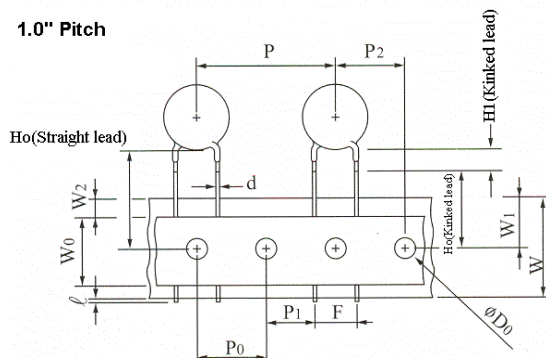 1.0" Pitch
P
P2
H1(Kinked lead)
Ho(Straight lead)
W2
d
Ho(Kinked lead)
W1
W0
W
ℓ
P1
F
øD0
P0